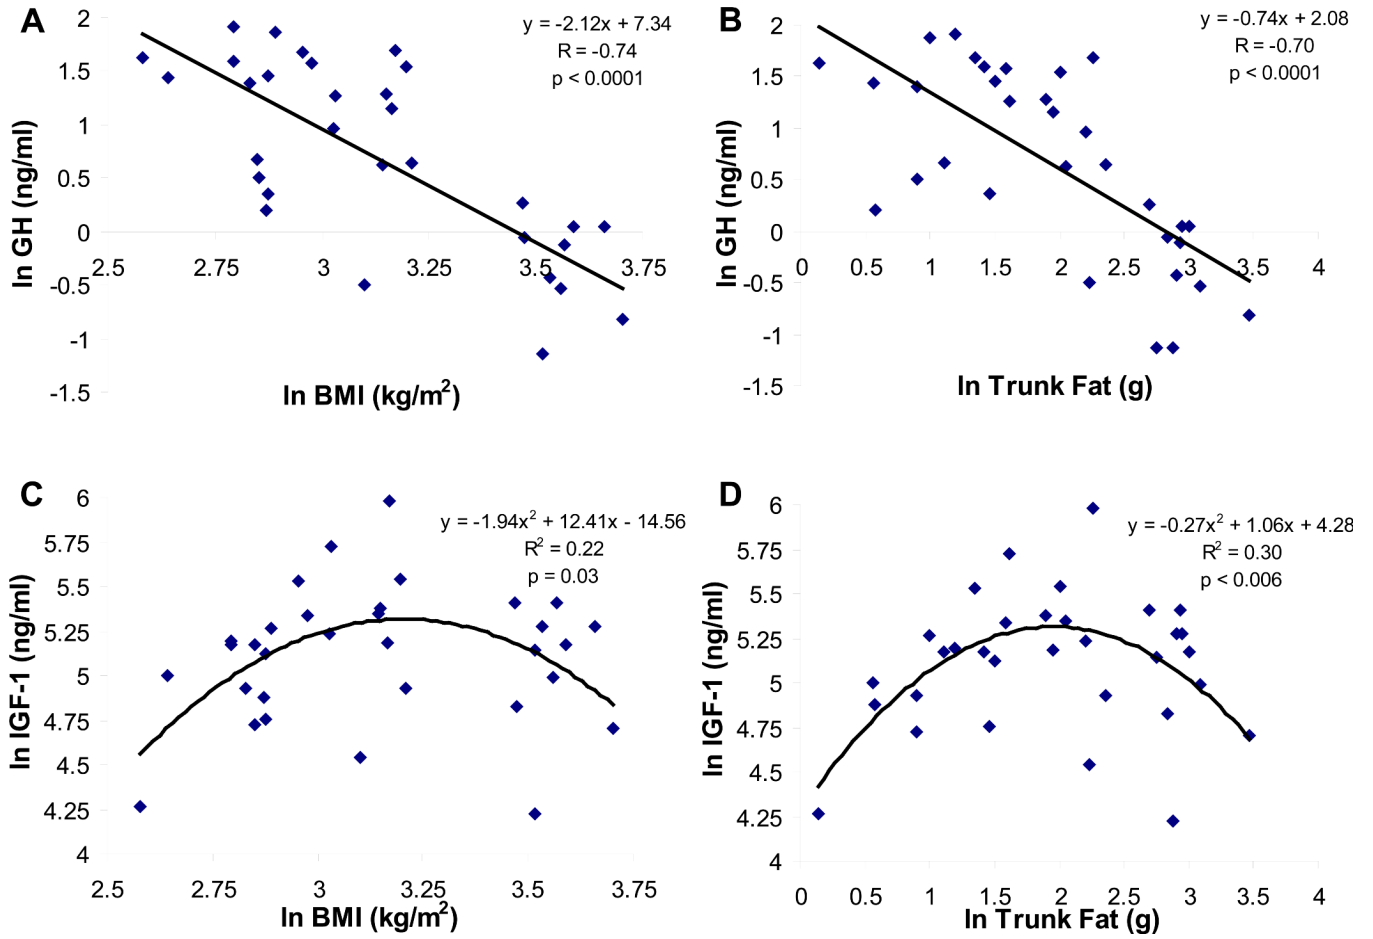 A
y = -2.12x + 7.34
R = -0.74
p < 0.0001
2
1.5
1
0.5
0
-0.5
-1
-1.5
ln GH (ng/ml)
2.5 2.75 3 3.25 3.5 3.75
ln BMI (kg/m²)
B
y = -0.74x + 2.08
R = -0.70
p < 0.0001
2
1.5
1
0.5
0
-0.5
-1
-1.5
ln GH (ng/ml)
0 0.5 1 1.5 2 2.5 3 3.5 4
ln Trunk Fat (g)
C
y = -1.94x² + 12.41x - 14.56
R² = 0.22
p = 0.03
6
5.75
5.5
5.25
5
4.75
4.5
4.25
4
ln IGF-1 (ng/ml)
2.5 2.75 3 3.25 3.5 3.75
ln BMI (kg/m²)
D
y = -0.27x² + 1.06x + 4.28
R² = 0.30
p < 0.006
6
5.75
5.5
5.25
5
4.75
4.5
4.25
4
ln IGF-1 (ng/ml)
0 0.5 1 1.5 2 2.5 3 3.5 4
ln Trunk Fat (g)